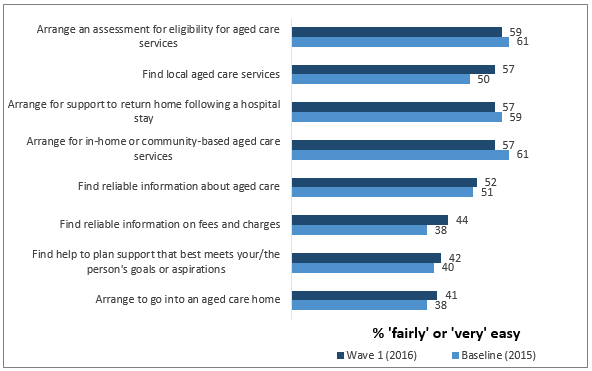 Arrange an assessment for eligibility for aged care
services
59
61
Find local aged care services
57
50
Arrange for support to return home following a hospital
stay
57
59
Arrange for in-home or community-based aged care
services
57
61
Find reliable information about aged care
52
51
Find reliable information on fees and charges
44
38
Find help to plan support that best meets your/the
person's goals or aspirations
42
40
Arrange to go into an aged care home
41
38
% 'fairly' or 'very' easy
Wave 1 (2016) Baseline (2015)